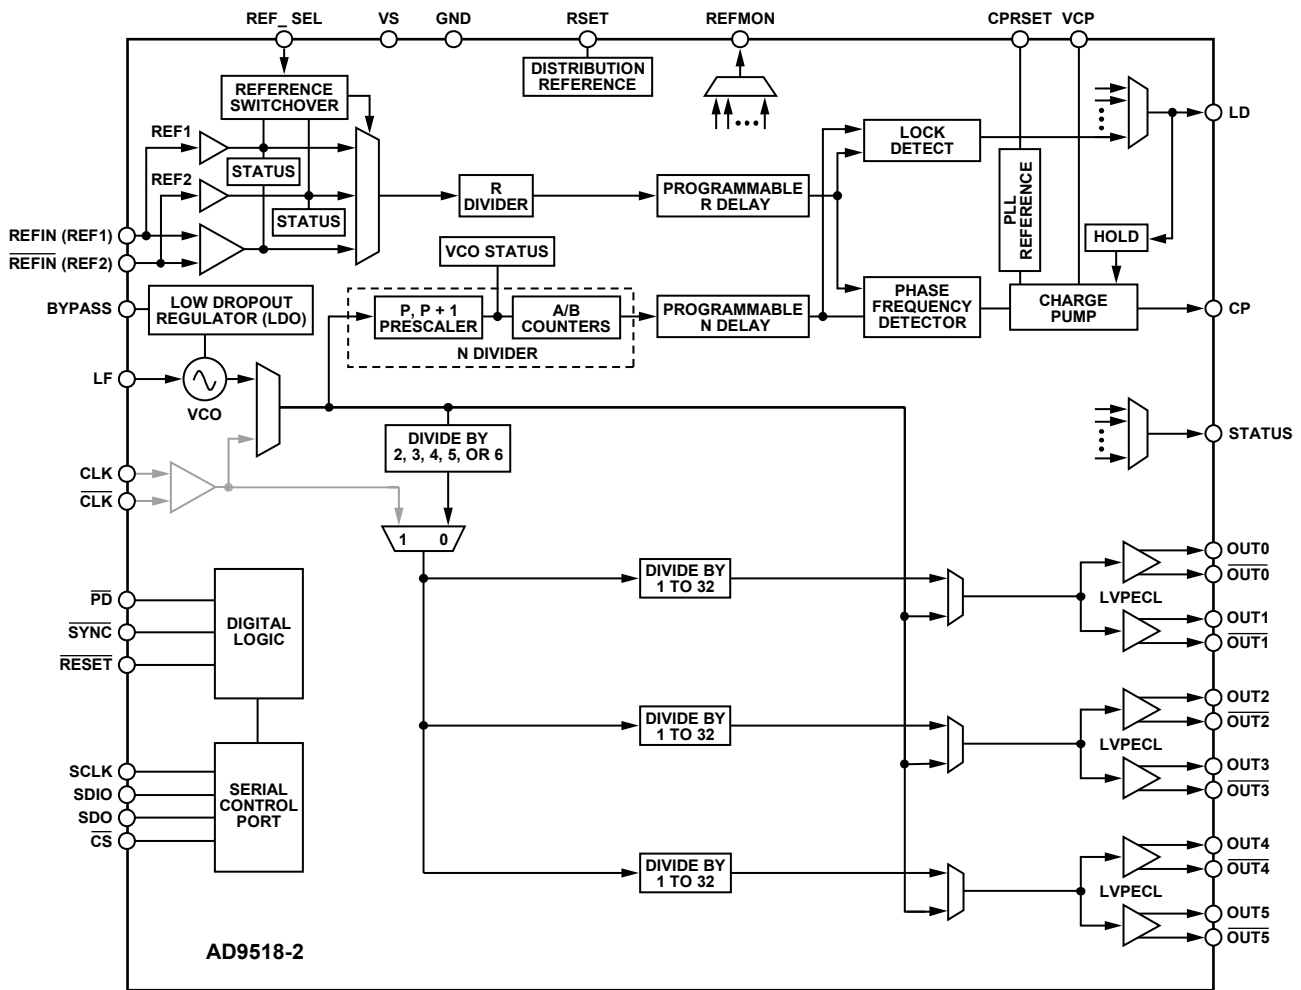 REF_ SEL VS GND RSET REFMON CPRSET VCP
DISTRIBUTION
REFERENCE
REFERENCE
SWITCHOVER
REF1
STATUS
REF2
STATUS
REFIN (REF1)
REFIN (REF2)
BYPASS
LF
R
DIVIDER
PROGRAMMABLE
R DELAY
LOCK
DETECT
PLL
REFERENCE
LD
HOLD
VCO STATUS
LOW DROPOUT
REGULATOR (LDO)
P, P + 1
PRESCALER
A/B
COUNTERS
N DIVIDER
PROGRAMMABLE
N DELAY
PHASE
FREQUENCY
DETECTOR
CHARGE
PUMP
CP
VCO
STATUS
DIVIDE BY
2, 3, 4, 5, OR 6
CLK
CLK
1 0
DIVIDE BY
1 TO 32
LVPECL
OUT0
OUT0
OUT1
OUT1
PD
SYNC
RESET
DIGITAL
LOGIC
DIVIDE BY
1 TO 32
LVPECL
OUT2
OUT2
OUT3
OUT3
SCLK
SDIO
SDO
CS
SERIAL
CONTROL
PORT
DIVIDE BY
1 TO 32
LVPECL
OUT4
OUT4
OUT5
OUT5
AD9518-2